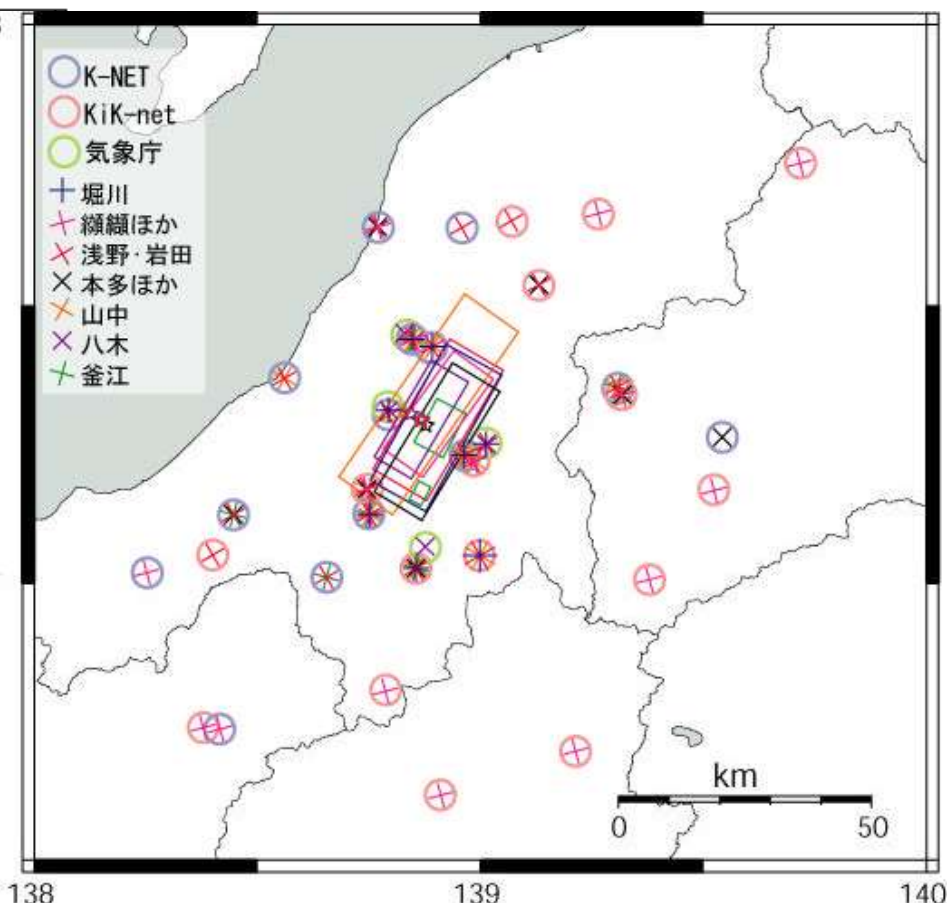 K-NET
KiK-net
気象庁
堀川
纐纈ほか
浅野・岩田
本多ほか
山中
八木
釜江
km
0 50
138 139 140